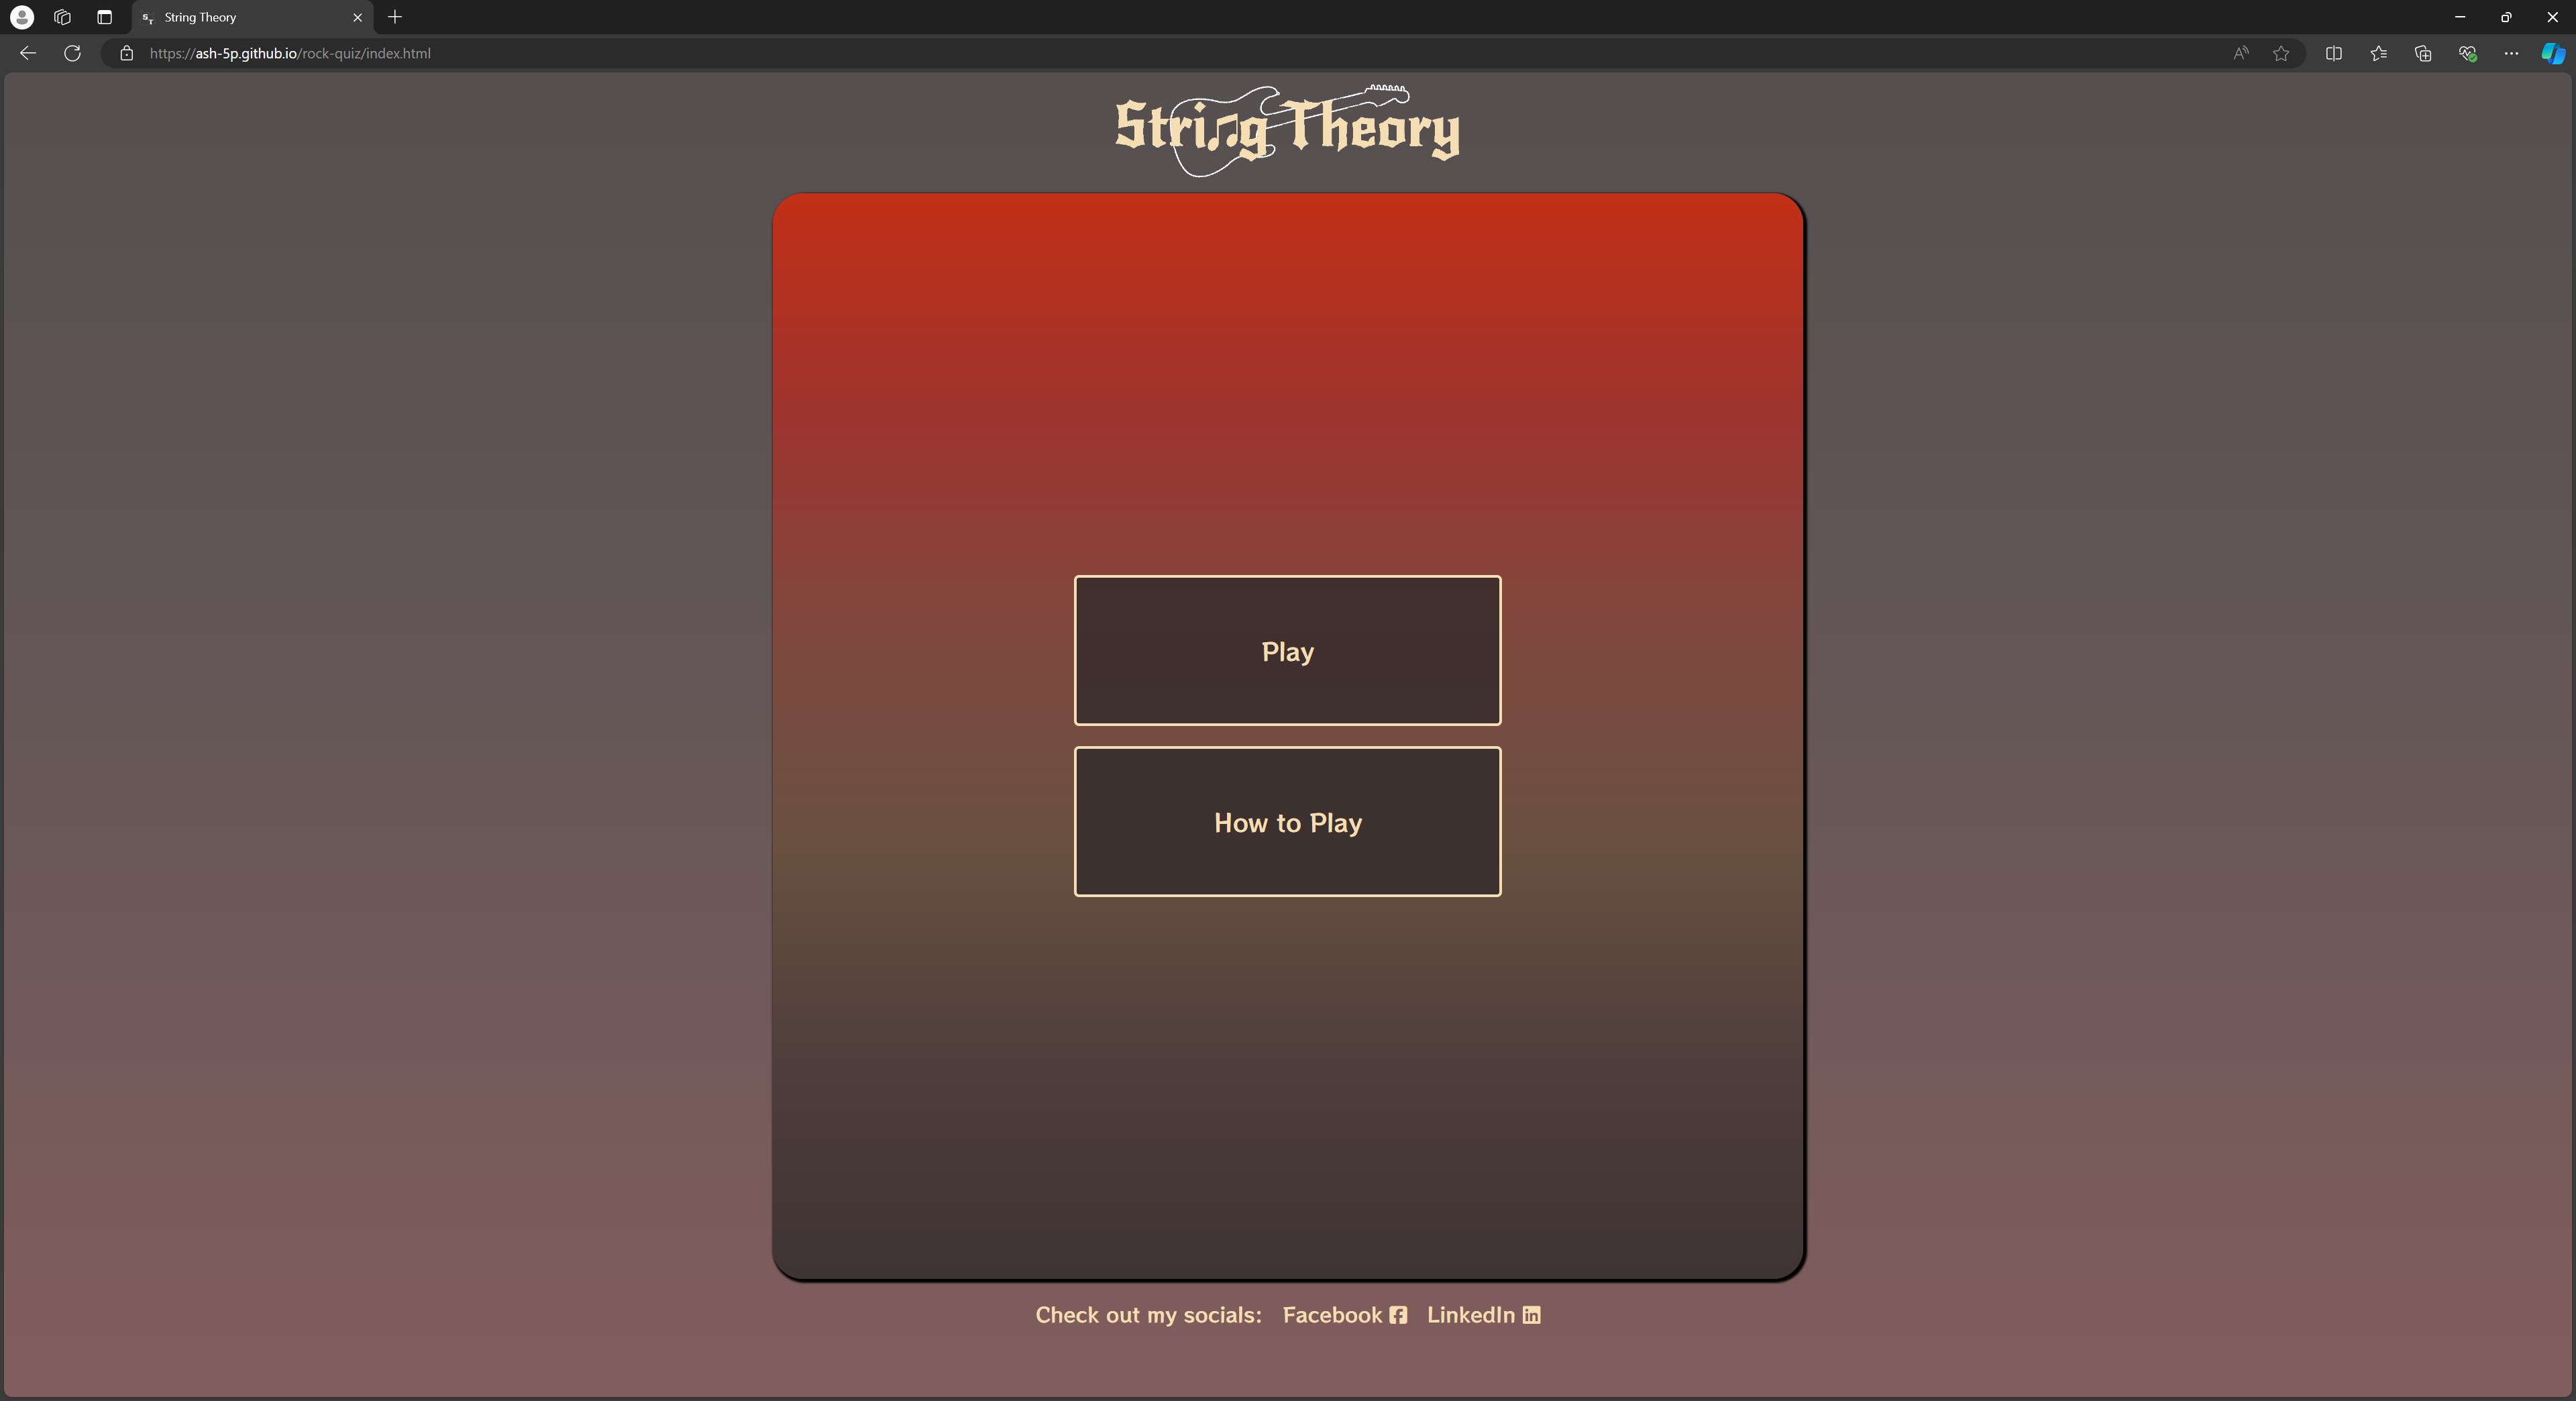 String Theory
https://ash-5p.github.io/rock-quiz/index.html
String Theory
Play
How to Play
Check out my socials: Facebook LinkedIn